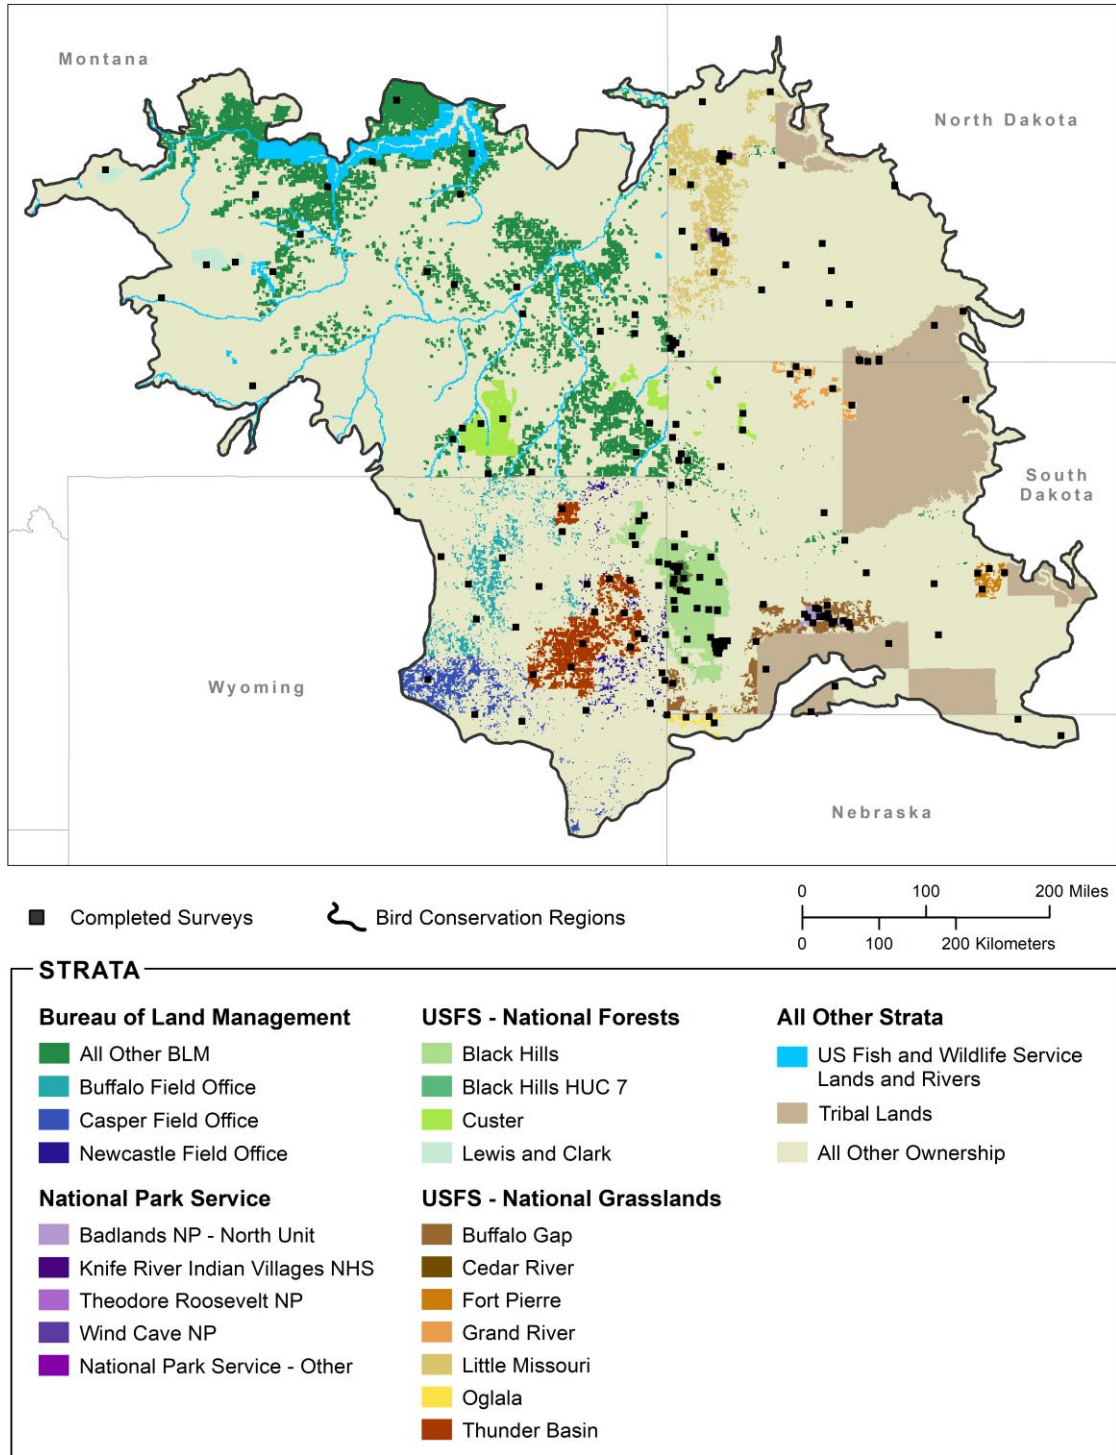 Montana
North Dakota
South
Dakota
Wyoming
Nebraska
Completed Surveys
Bird Conservation Regions
0 100 200 Miles
0 100 200 Kilometers
STRATA
Bureau of Land Management
All Other BLM
Buffalo Field Office
Casper Field Office
Newcastle Field Office
National Park Service
Badlands NP - North Unit
Knife River Indian Villages NHS
Theodore Roosevelt NP
Wind Cave NP
National Park Service - Other
USFS - National Forests
Black Hills
Black Hills HUC 7
Custer
Lewis and Clark
USFS - National Grasslands
Buffalo Gap
Cedar River
Fort Pierre
Grand River
Little Missouri
Oglala
Thunder Basin
All Other Strata
US Fish and Wildlife Service
Lands and Rivers
Tribal Lands
All Other Ownership